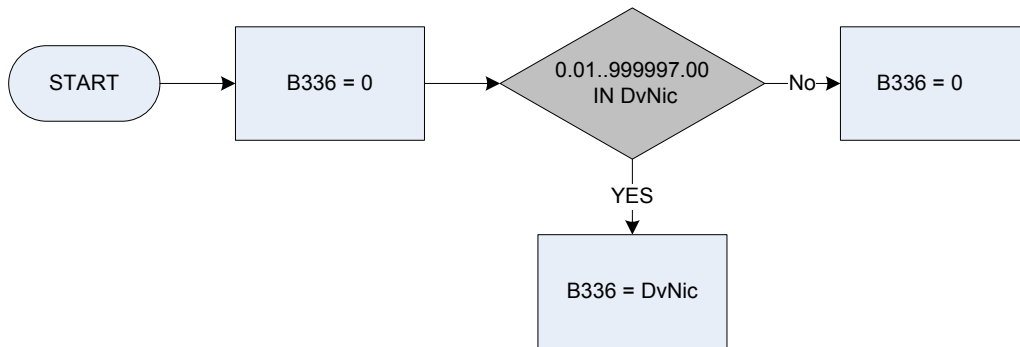 START
B336 = 0
0.01..999997.00
IN DvNic
No
B336 = 0
YES
B336 = DvNic